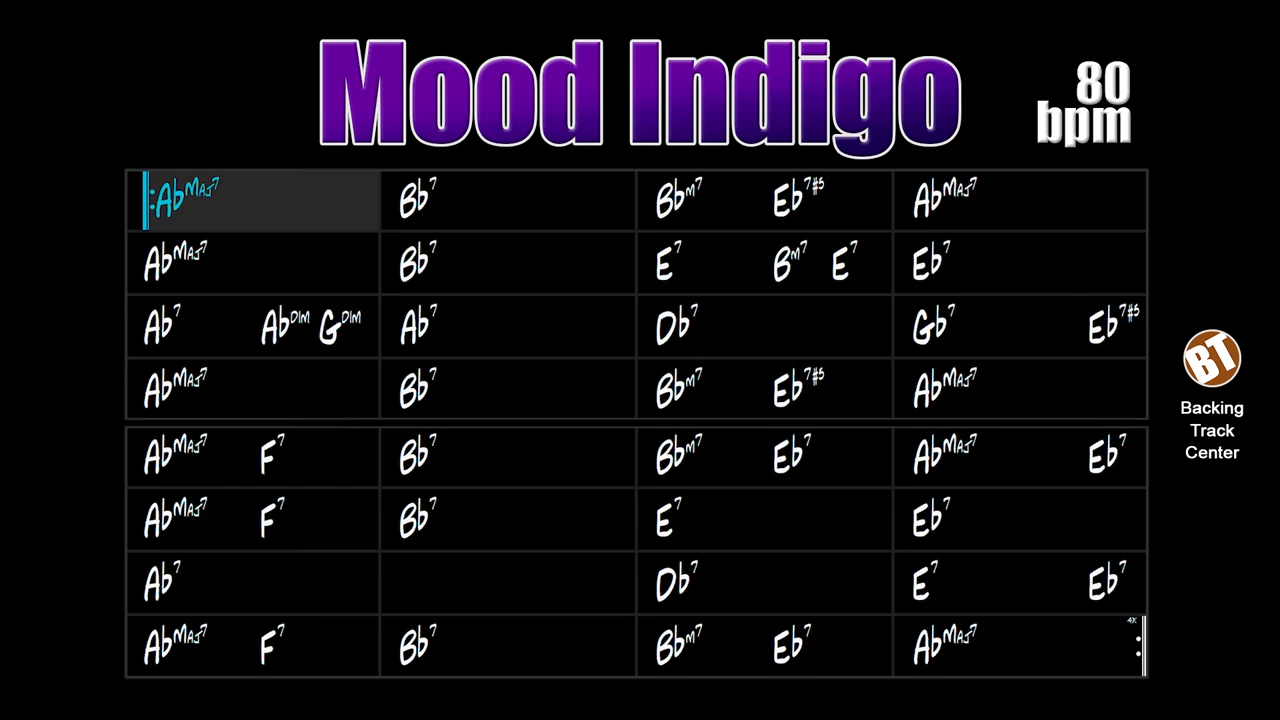 Mood Indigo
80
bpm
AbMAJ7 Bb7 Bbm7 Eb7#5 AbMAJ7
AbMAJ7 Bb7 E7 Bm7 E7 Eb7
Ab7 AbDIM GDIM Ab7 Db7 Gb7 Eb7#5
AbMAJ7 Bb7 Bbm7 Eb7#5 AbMAJ7
AbMAJ7 F7 Bb7 Bbm7 Eb7 AbMAJ7 Eb7
AbMAJ7 F7 Bb7 E7 Eb7
Ab7 Db7 E7 Eb7
AbMAJ7 F7 Bb7 Bbm7 Eb7 AbMAJ7 4X
BT
Backing
Track
Center